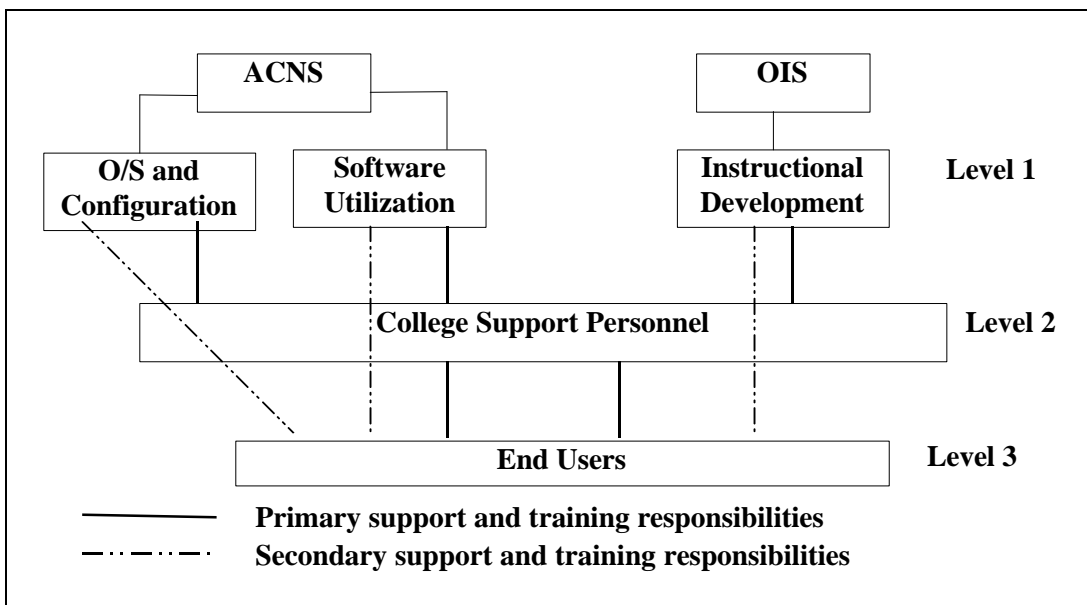 ACNS
OIS
O/S and
Configuration
Software
Utilization
Instructional
Development
Level 1
College Support Personnel
Level 2
End Users
Level 3
Primary support and training responsibilities
Secondary support and training responsibilities